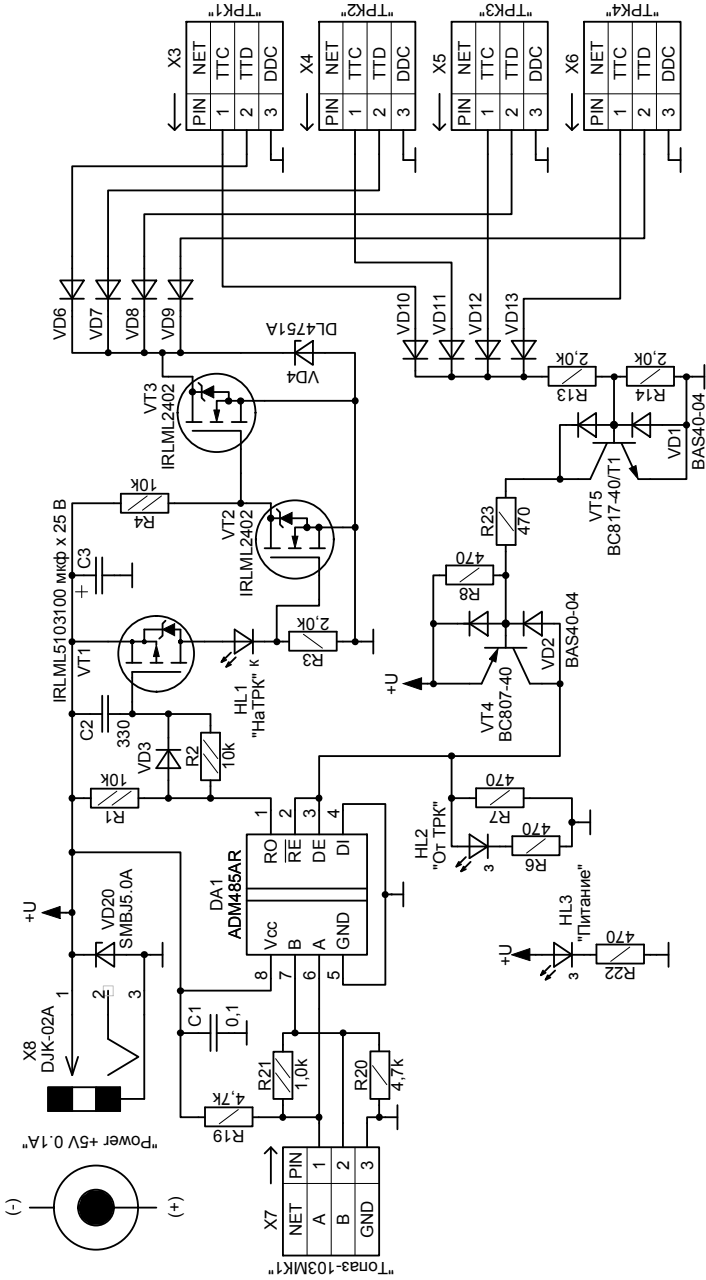 (-)
(+)
"Power +5V 0.1A"
X8
DJK-02A
1
2
3
+U
VD20
SMBJ5.0A
R1
10k
C2
330
VD3
R2
10k
IRLML5103
VT1
100 мкф х 25 В
C3
+
R4
10k
HL1
"НаТРК"
к
R3
2,0k
VT2
IRLML2402
VT3
IRLML2402
VD4
DL4751A
VD6
VD7
VD8
VD9
X3
PIN NET
1 TTC
2 TTD
3 DDC
"ТРК1"
X4
PIN NET
1 TTC
2 TTD
3 DDC
"ТРК2"
X5
PIN NET
1 TTC
2 TTD
3 DDC
"ТРК3"
X6
PIN NET
1 TTC
2 TTD
3 DDC
"ТРК4"
VD10
VD11
VD12
VD13
R13
2,0k
R14
2,0k
VD1
BAS40-04
VT5
BC817-40/T1
R23
470
R8
470
+U
VD2
BAS40-04
VT4
BC807-40
C1
0,1
R19
4,7k
R21
1,0k
R20
4,7k
DA1
ADM485AR
8 Vcc
7 B
6 A
5 GND
RO 1
RE 2
DE 3
DI 4
X7
NET PIN
A 1
B 2
GND 3
"Топаз-103МК1"
HL2
"От ТРК"
з
R6
470
R7
470
+U
HL3
"Питание"
з
R22
470